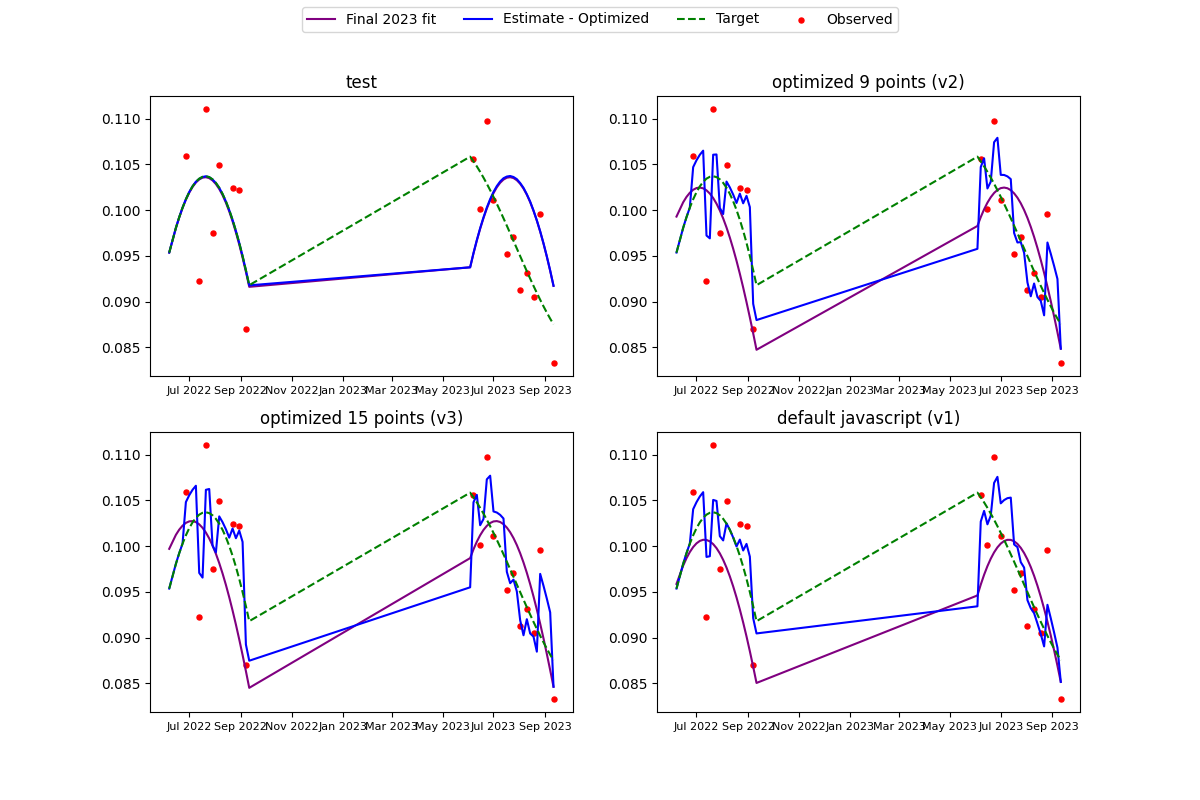 Final 2023 fit Estimate - Optimized Target Observed
test
0.110
0.105
0.100
0.095
0.090
0.085
Jul 2022 Sep 2022 Nov 2022 Jan 2023 Mar 2023 May 2023 Jul 2023 Sep 2023
optimized 9 points (v2)
0.110
0.105
0.100
0.095
0.090
0.085
Jul 2022 Sep 2022 Nov 2022 Jan 2023 Mar 2023 May 2023 Jul 2023 Sep 2023
optimized 15 points (v3)
0.110
0.105
0.100
0.095
0.090
0.085
Jul 2022 Sep 2022 Nov 2022 Jan 2023 Mar 2023 May 2023 Jul 2023 Sep 2023
default javascript (v1)
0.110
0.105
0.100
0.095
0.090
0.085
Jul 2022 Sep 2022 Nov 2022 Jan 2023 Mar 2023 May 2023 Jul 2023 Sep 2023